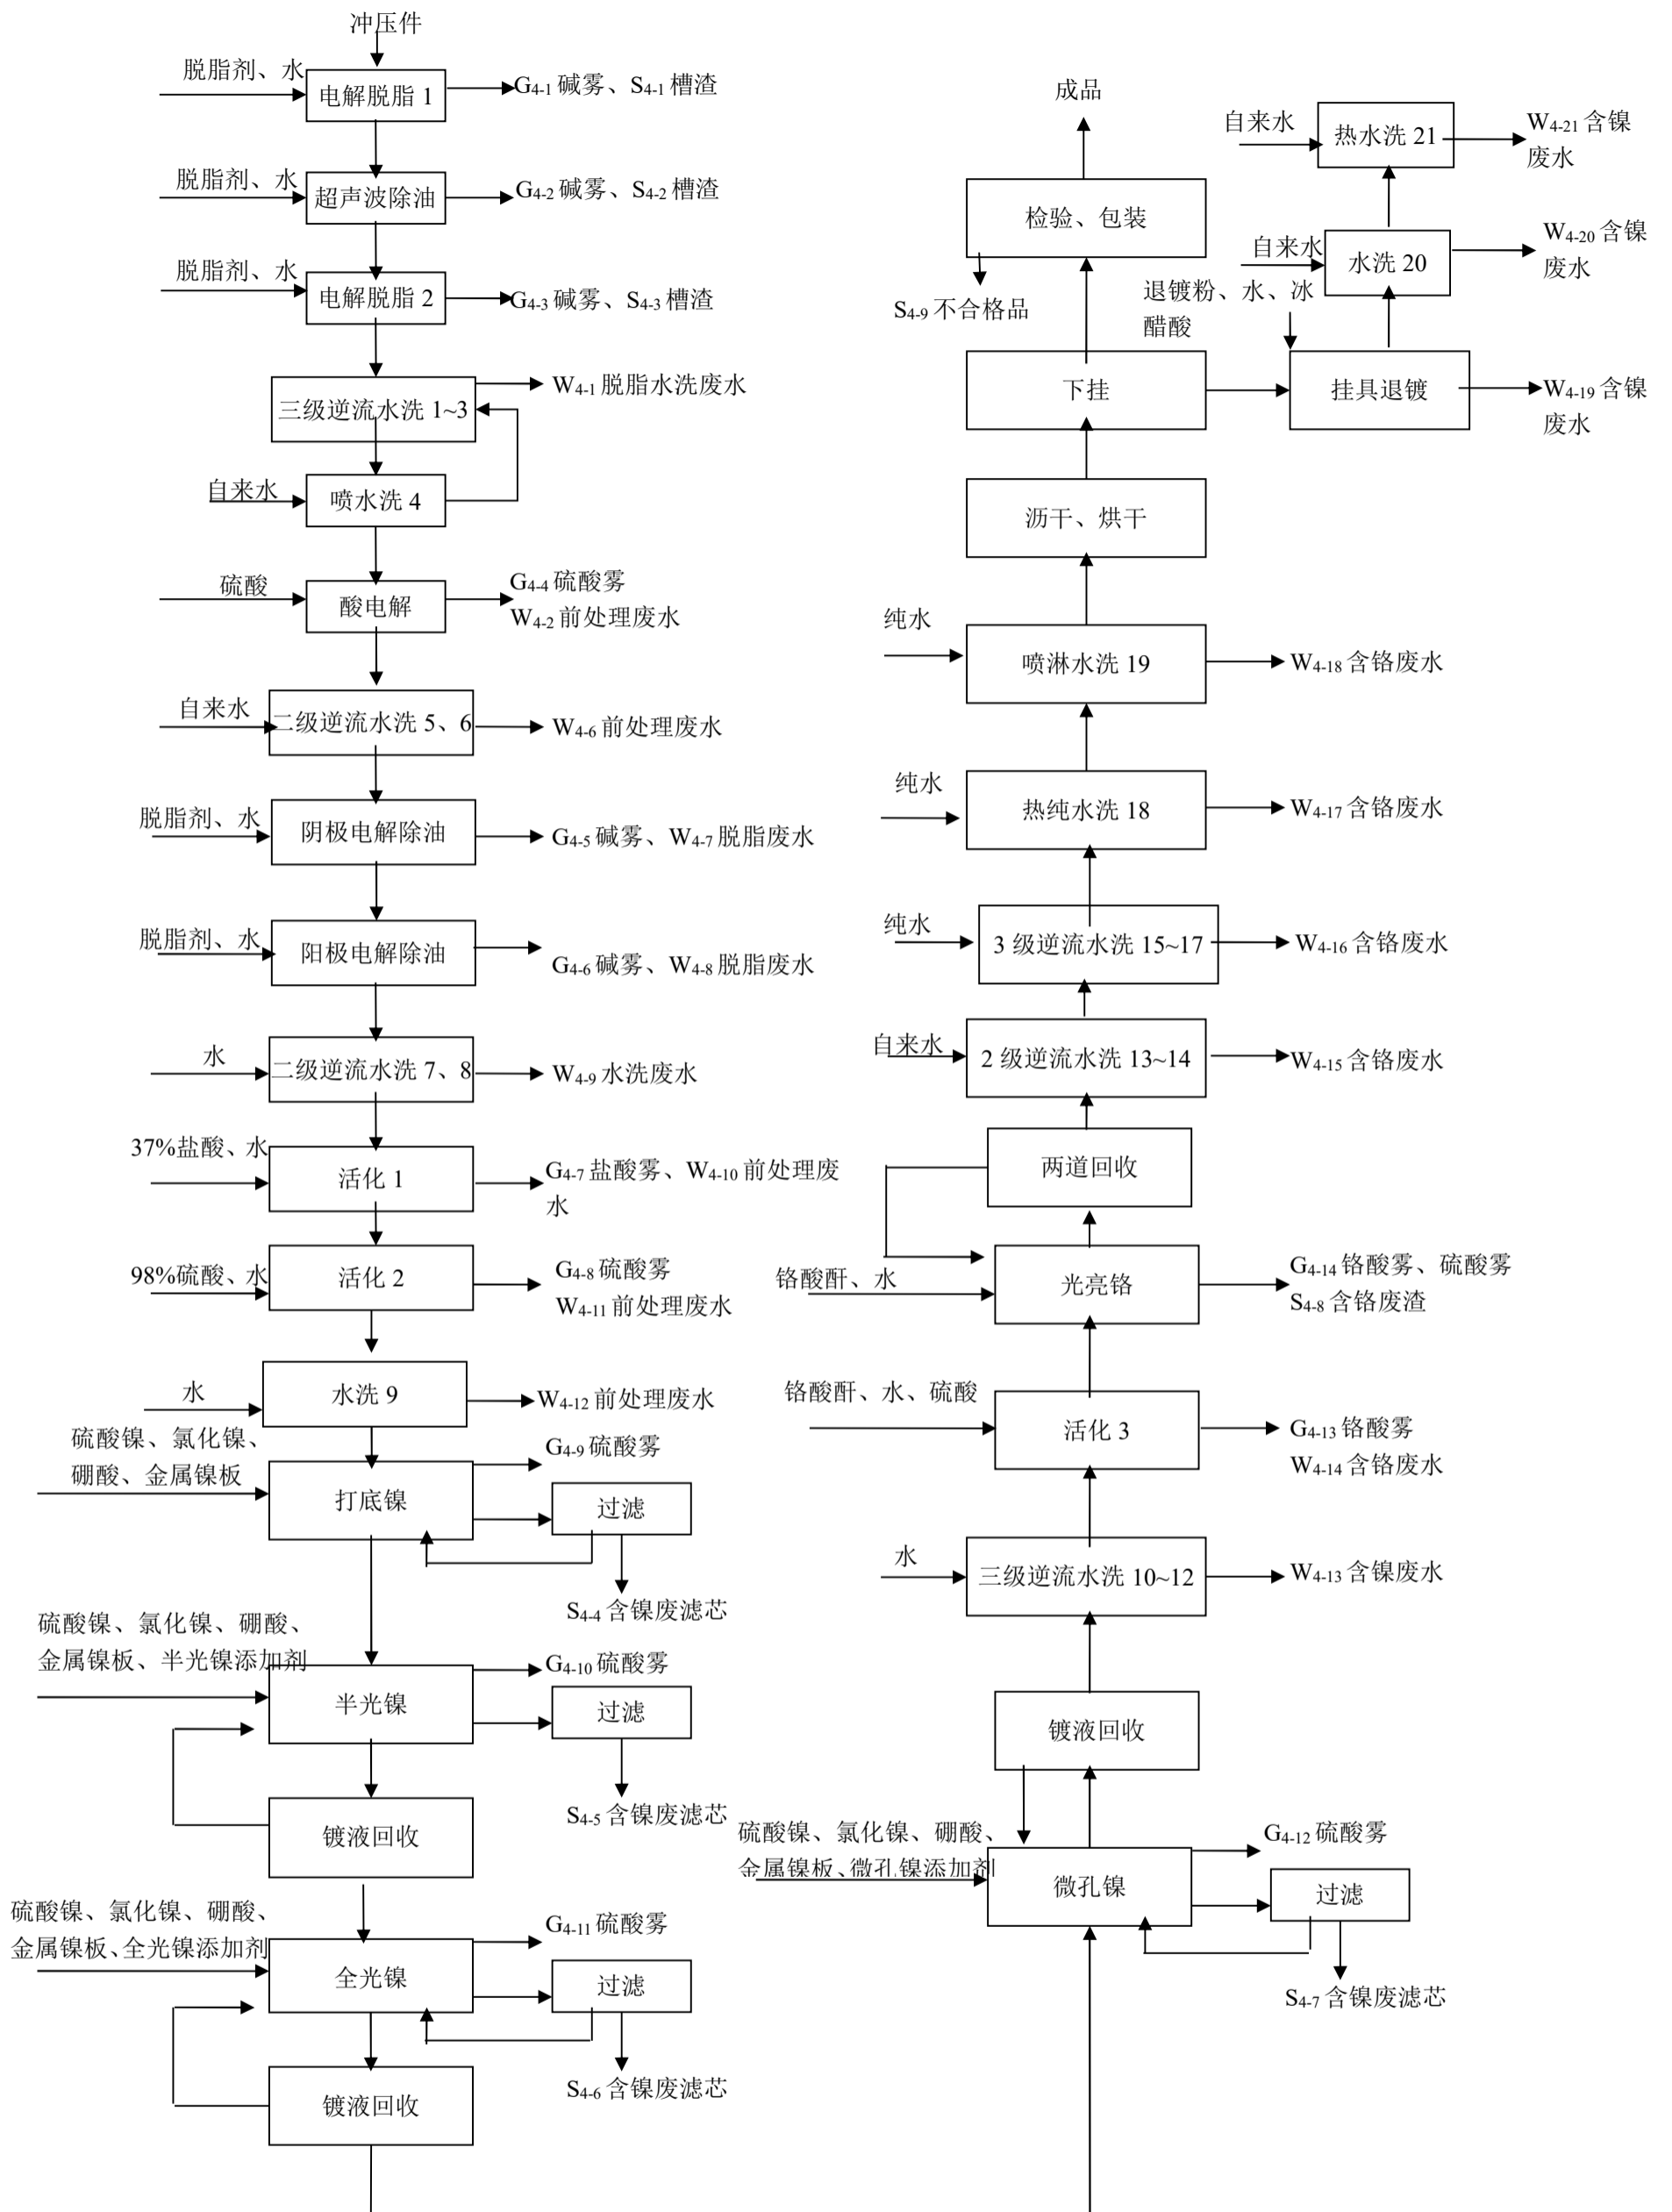 冲压件
脱脂剂、水
电解脱脂 1
G4-1 碱雾、S4-1 槽渣
脱脂剂、水
超声波除油
G4-2 碱雾、S4-2 槽渣
脱脂剂、水
电解脱脂 2
G4-3 碱雾、S4-3 槽渣
三级逆流水洗 1~3
W4-1 脱脂水洗废水
自来水
喷水洗 4
硫酸
酸电解
G4-4 硫酸雾
W4-2 前处理废水
自来水
二级逆流水洗 5、6
W4-6 前处理废水
脱脂剂、水
阴极电解除油
G4-5 碱雾、W4-7 脱脂废水
脱脂剂、水
阳极电解除油
G4-6 碱雾、W4-8 脱脂废水
水
二级逆流水洗 7、8
W4-9 水洗废水
37%盐酸、水
活化 1
G4-7 盐酸雾、W4-10 前处理废
水
98%硫酸、水
活化 2
G4-8 硫酸雾
W4-11 前处理废水
水
水洗 9
W4-12 前处理废水
硫酸镍、氯化镍、
硼酸、金属镍板
打底镍
G4-9 硫酸雾
过滤
S4-4 含镍废滤芯
硫酸镍、氯化镍、硼酸、
金属镍板、半光镍添加剂
半光镍
G4-10 硫酸雾
过滤
S4-5 含镍废滤芯
镀液回收
硫酸镍、氯化镍、硼酸、
金属镍板、全光镍添加剂
全光镍
G4-11 硫酸雾
过滤
S4-6 含镍废滤芯
镀液回收
成品
检验、包装
S4-9 不合格品
下挂
沥干、烘干
纯水
喷淋水洗 19
W4-18 含铬废水
纯水
热纯水洗 18
W4-17 含铬废水
纯水
3 级逆流水洗 15~17
W4-16 含铬废水
自来水
2 级逆流水洗 13~14
W4-15 含铬废水
两道回收
铬酸酐、水
光亮铬
G4-14 铬酸雾、硫酸雾
S4-8 含铬废渣
铬酸酐、水、硫酸
活化 3
G4-13 铬酸雾
W4-14 含铬废水
水
三级逆流水洗 10~12
W4-13 含镍废水
镀液回收
硫酸镍、氯化镍、硼酸、
金属镍板、微孔镍添加剂
微孔镍
G4-12 硫酸雾
过滤
S4-7 含镍废滤芯
自来水
热水洗 21
W4-21 含镍
废水
自来水
水洗 20
W4-20 含镍
废水
退镀粉、水、冰
醋酸
挂具退镀
W4-19 含镍
废水